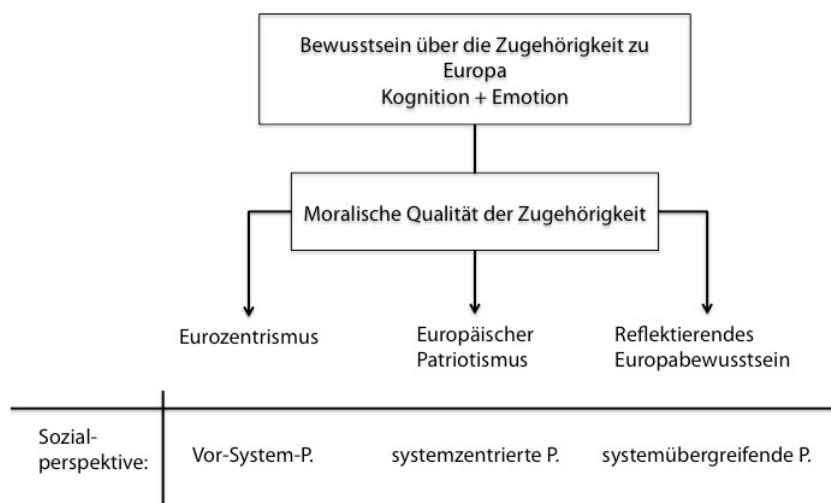 Bewusstsein über die Zugehörigkeit zu
Europa
Kognition + Emotion
Moralische Qualität der Zugehörigkeit
Eurozentrismus
Europäischer
Patriotismus
Reflektierendes
Europabewusstsein
Sozial-
perspektive:
Vor-System-P.
systemzentrierte P.
systemübergreifende P.